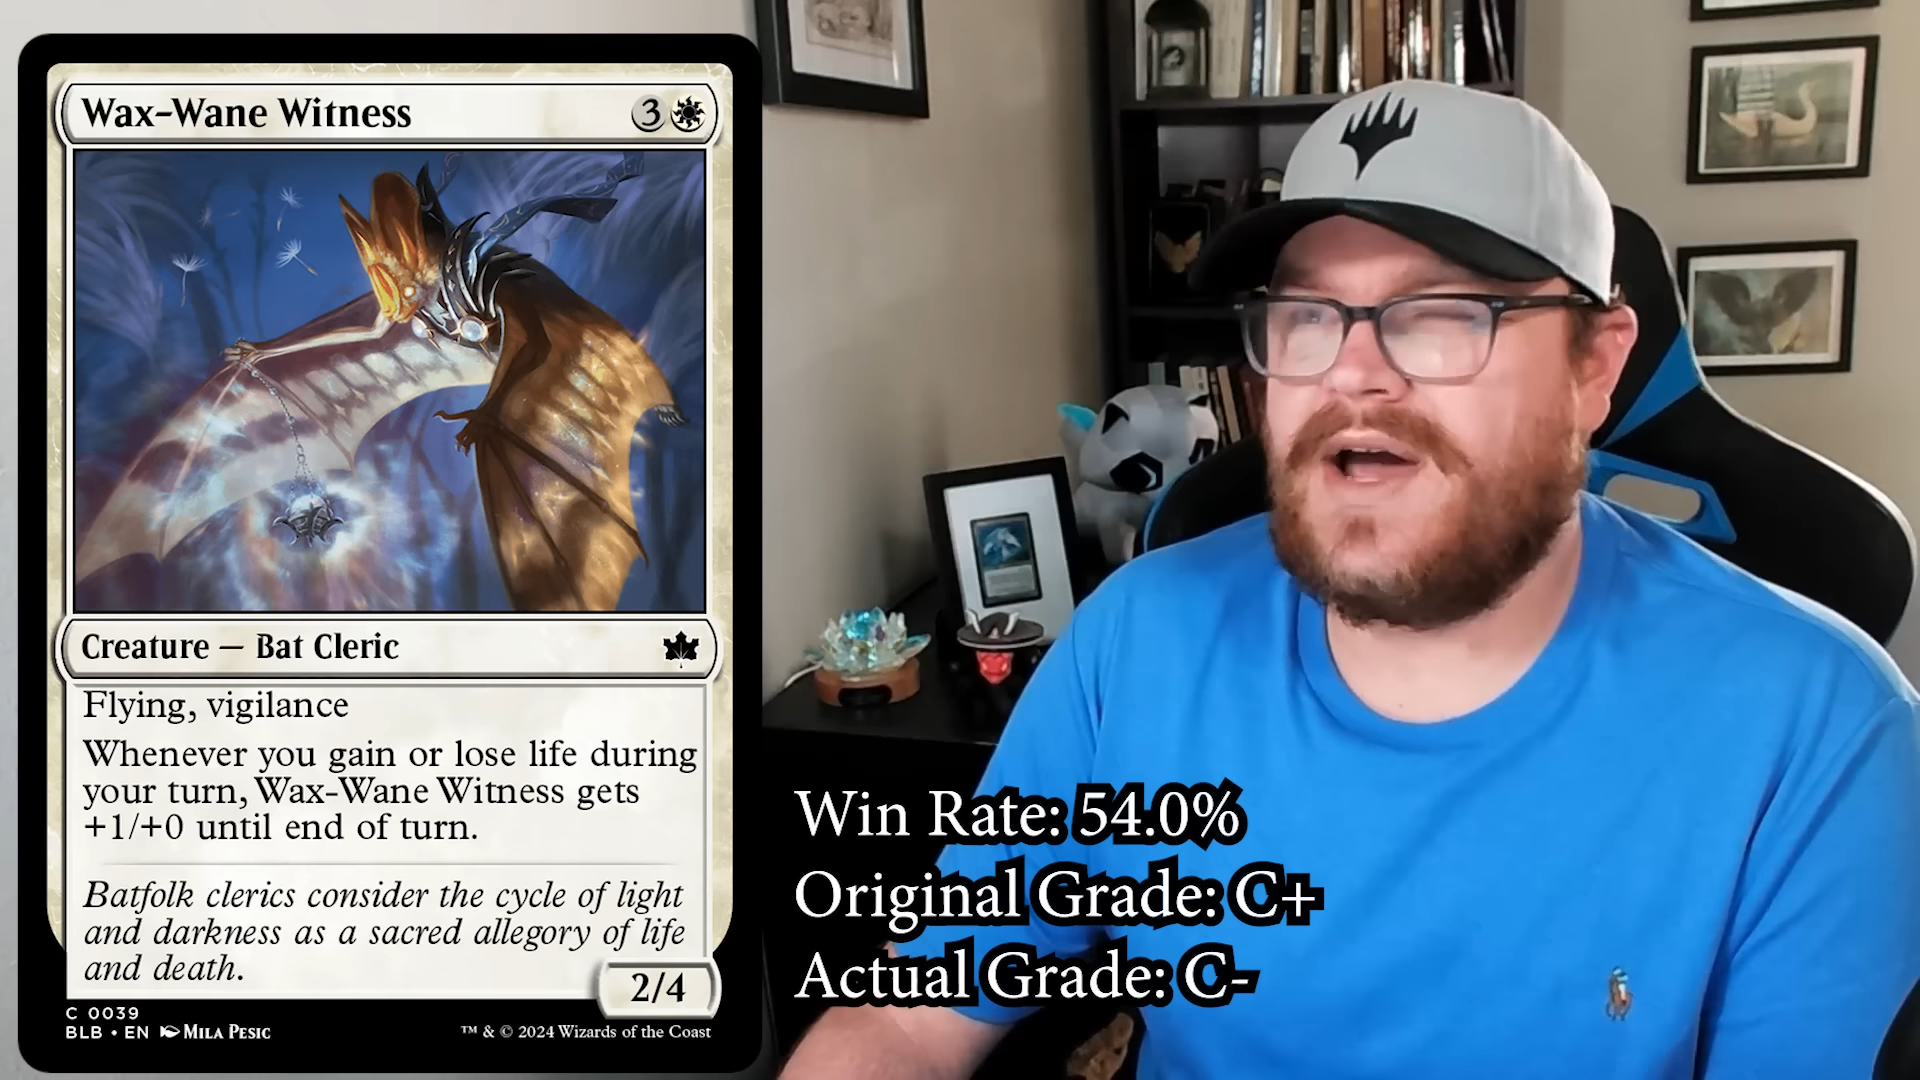 Wax-Wane Witness
3
Creature — Bat Cleric
Flying, vigilance
Whenever you gain or lose life during
your turn, Wax-Wane Witness gets
+1/+0 until end of turn.
Batfolk clerics consider the cycle of light
and darkness as a sacred allegory of life
and death.
2/4
C 0039
BLB • EN MILA PESIC
™ & © 2024 Wizards of the Coast
Win Rate: 54.0%
Original Grade: C+
Actual Grade: C-